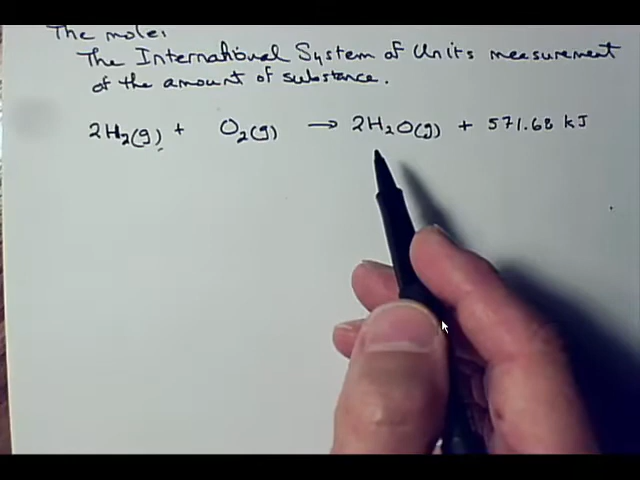 The mole:
The International System of Units measurement
of the amount of substance.
2H₂(g) + O₂(g) → 2H₂O(g) + 571.68 kJ